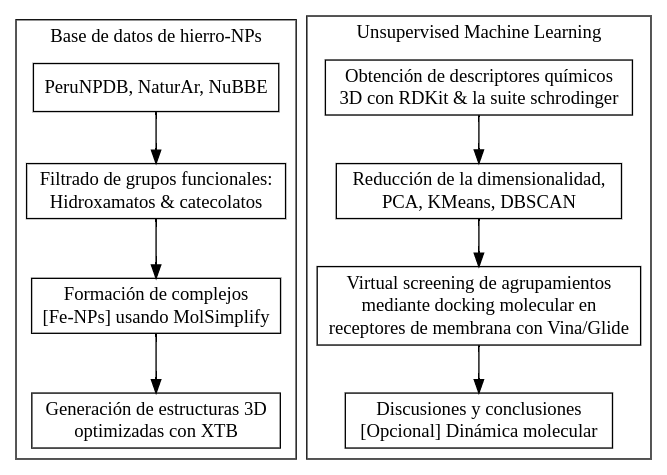 Base de datos de hierro-NPs
PeruNPDB, NaturAr, NuBBE
Filtrado de grupos funcionales:
Hidroxamatos & catecolatos
Formación de complejos
[Fe-NPs] usando MolSimplify
Generación de estructuras 3D
optimizadas con XTB
Unsupervised Machine Learning
Obtención de descriptores químicos
3D con RDKit & la suite schrodinger
Reducción de la dimensionalidad,
PCA, KMeans, DBSCAN
Virtual screening de agrupamientos
mediante docking molecular en
receptores de membrana con Vina/Glide
Discusiones y conclusiones
[Opcional] Dinámica molecular